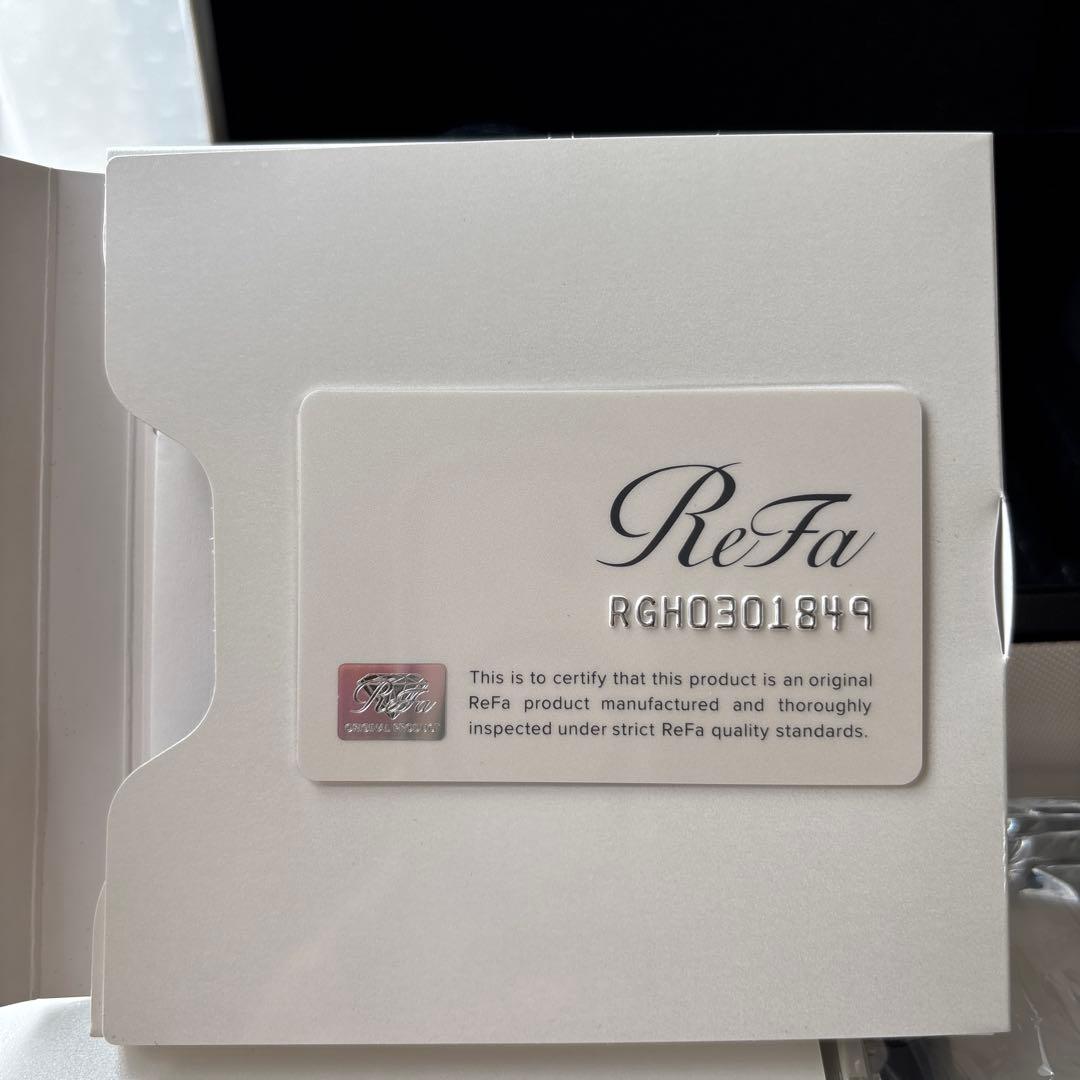 ReFa
RGH0301849
This is to certify that this product is an original
ReFa product manufactured and thoroughly
inspected under strict ReFa quality standards.
ReFa
ORIGINAL PRODUCT